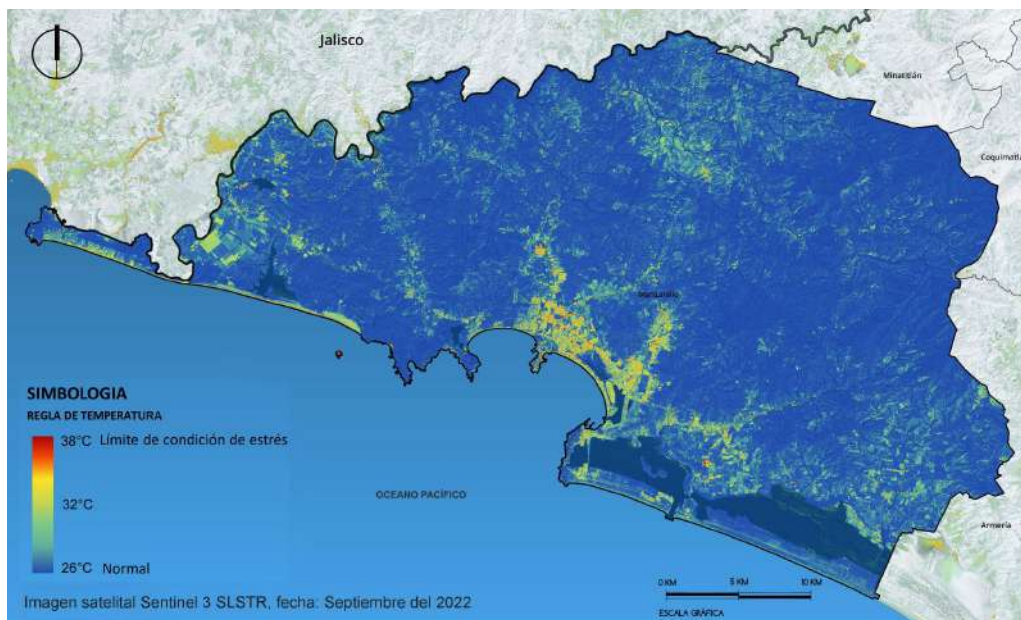 Jalisco
Minatitlán
Coquimatla
Manzanillo
SIMBOLOGIA
REGLA DE TEMPERATURA
38°C Límite de condición de estrés
32°C
26°C Normal
OCEANO PACÍFICO
Armería
0 KM 5 KM 10 KM
ESCALA GRÁFICA
Imagen satelital Sentinel 3 SLSTR, fecha: Septiembre del 2022